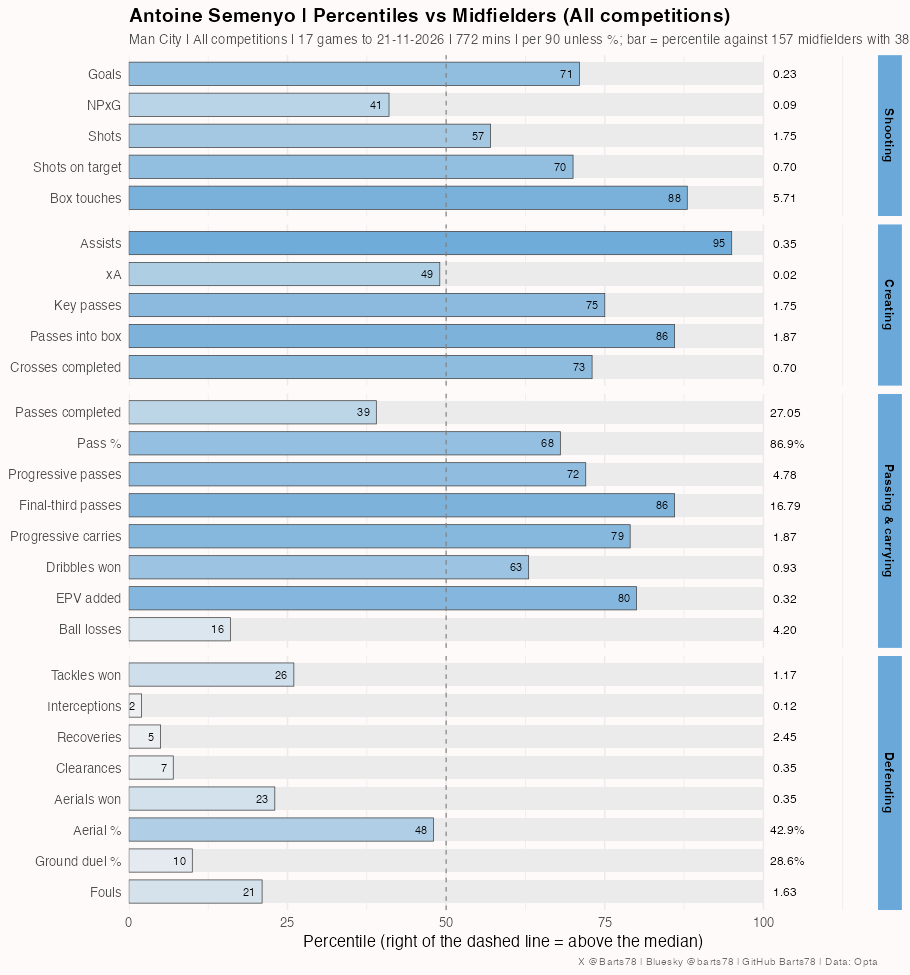 Antoine Semenyo | Percentiles vs Midfielders (All competitions)
Man City | All competitions | 17 games to 21-11-2026 | 772 mins | per 90 unless %; bar = percentile against 157 midfielders with 38
Goals 71 0.23
NPxG 41 0.09
Shots 57 1.75
Shots on target 70 0.70
Box touches 88 5.71
Shooting
Assists 95 0.35
xA 49 0.02
Key passes 75 1.75
Passes into box 86 1.87
Crosses completed 73 0.70
Creating
Passes completed 39 27.05
Pass % 68 86.9%
Progressive passes 72 4.78
Final-third passes 86 16.79
Progressive carries 79 1.87
Dribbles won 63 0.93
EPV added 80 0.32
Ball losses 16 4.20
Passing & carrying
Tackles won 26 1.17
Interceptions 2 0.12
Recoveries 5 2.45
Clearances 7 0.35
Aerials won 23 0.35
Aerial % 48 42.9%
Ground duel % 10 28.6%
Fouls 21 1.63
Defending
0 25 50 75 100
Percentile (right of the dashed line = above the median)
X @Barts78 | Bluesky @barts78 | GitHub Barts78 | Data: Opta